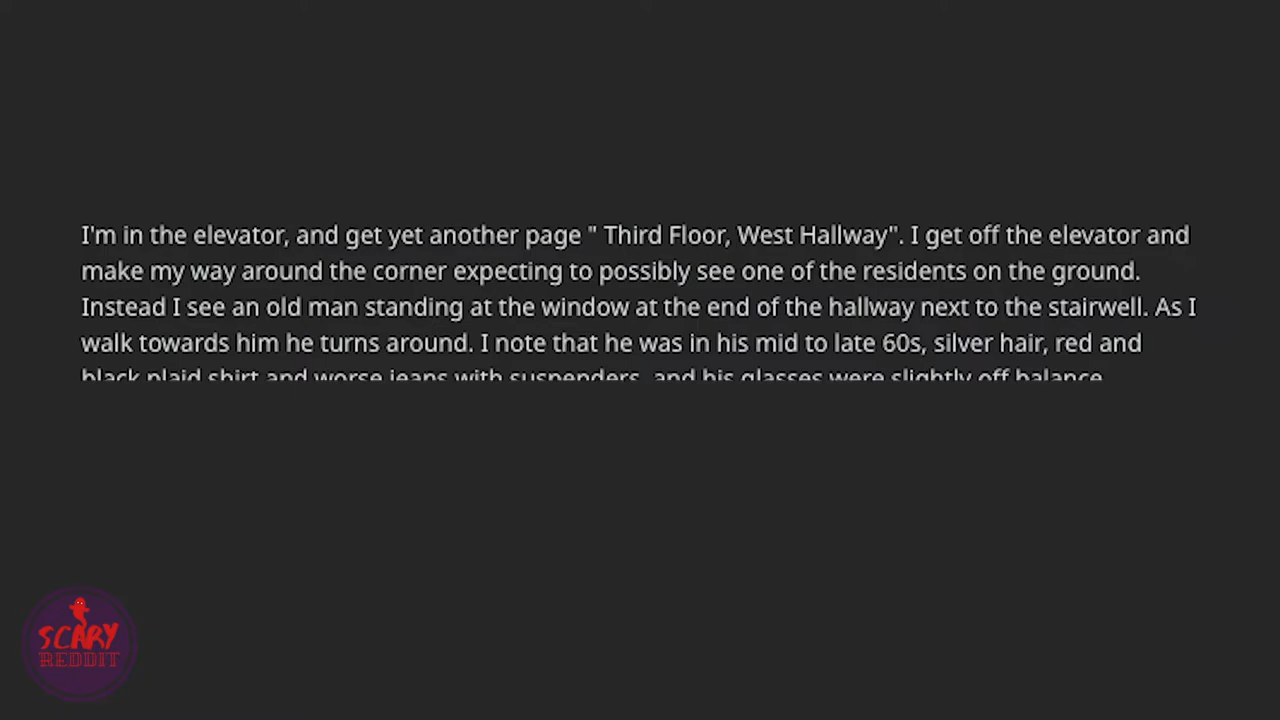 I'm in the elevator, and get yet another page " Third Floor, West Hallway". I get off the elevator and
make my way around the corner expecting to possibly see one of the residents on the ground.
Instead I see an old man standing at the window at the end of the hallway next to the stairwell. As I
walk towards him he turns around. I note that he was in his mid to late 60s, silver hair, red and
black plaid shirt and worse jeans with suspenders, and his glasses were slightly off balance.
SCARY
REDDIT